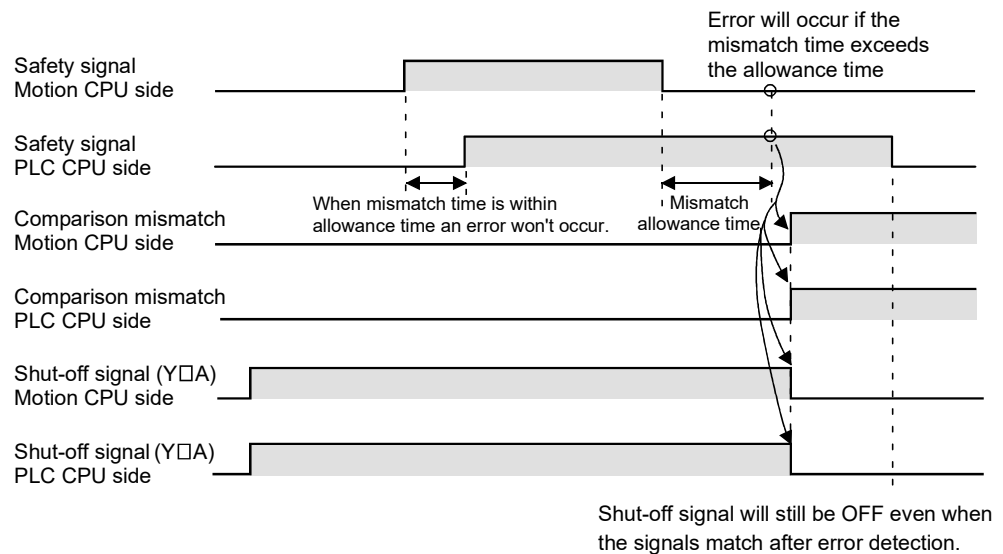 Error will occur if the
mismatch time exceeds
the allowance time
Safety signal
Motion CPU side
Safety signal
PLC CPU side
When mismatch time is within
allowance time an error won't occur.
Mismatch
allowance time
Comparison mismatch
Motion CPU side
Comparison mismatch
PLC CPU side
Shut-off signal (Y□A)
Motion CPU side
Shut-off signal (Y□A)
PLC CPU side
Shut-off signal will still be OFF even when
the signals match after error detection.